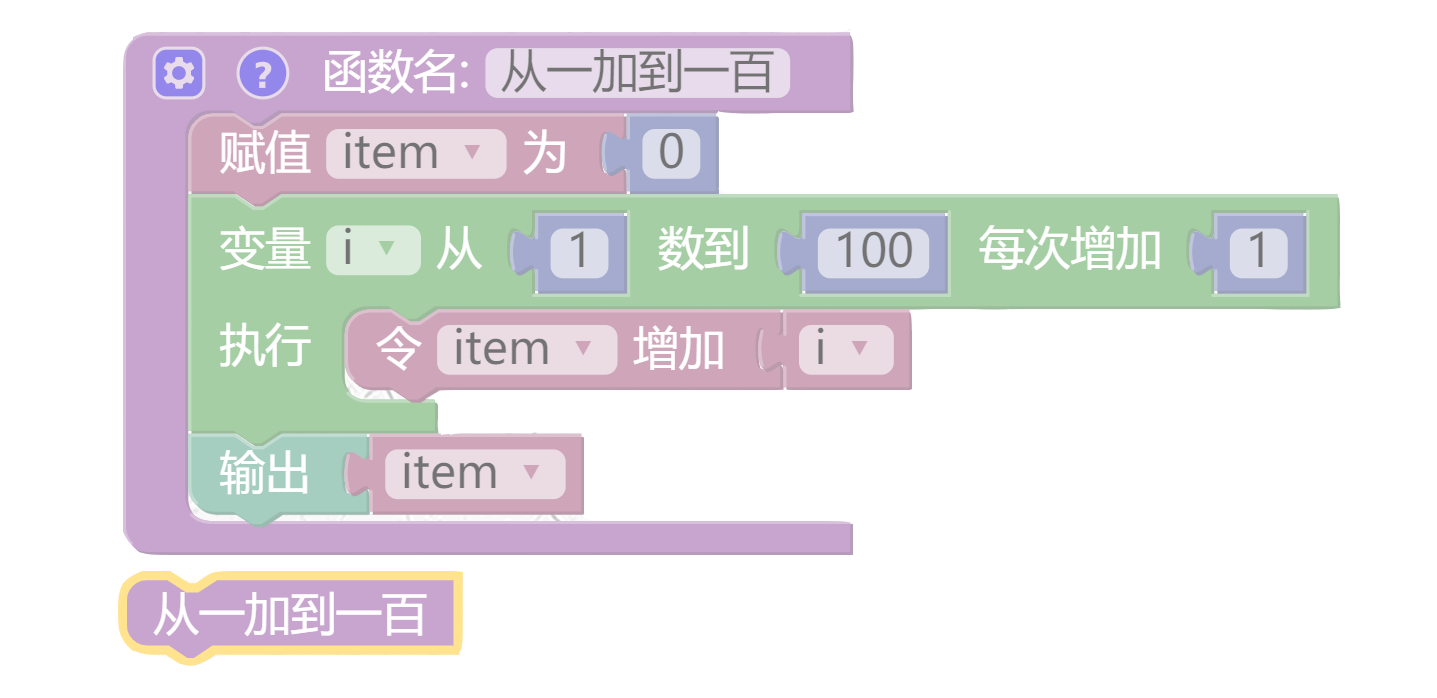 ? 函数名: 从一加到一百
赋值 item 为 0
变量 i 从 1 数到 100 每次增加 1
执行 令 item 增加 i
输出 item
从一加到一百